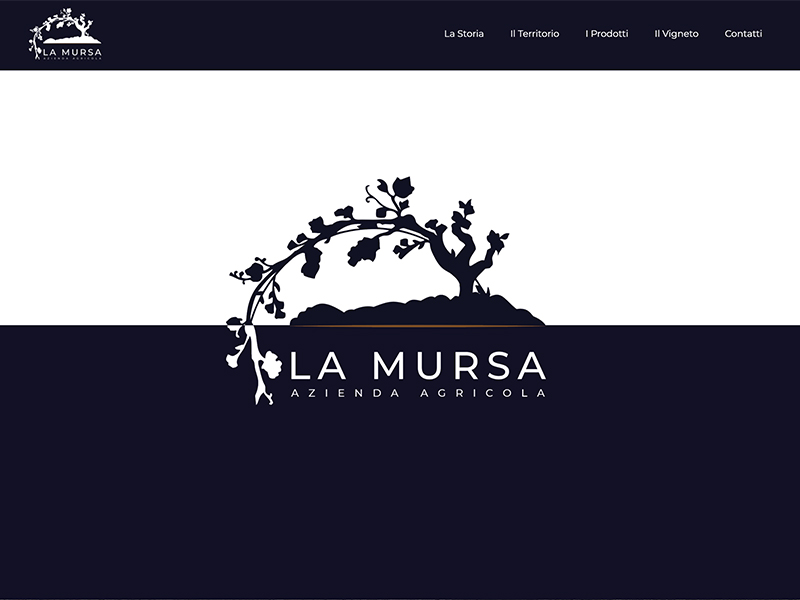 LA MURSA
AZIENDA AGRICOLA
La Storia
Il Territorio
I Prodotti
Il Vigneto
Contatti
LA MURSA
AZIENDA AGRICOLA